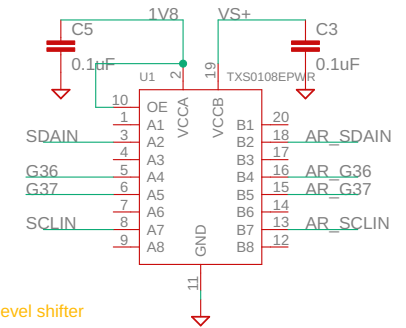 1V8 VS+
C5 C3
0.1uF 0.1uF
U1 TXS0108EPWR
2 19
VCCA VCCB
10 OE
1 A1 B1 20
SDAIN 3 A2 B2 18 AR_SDAIN
4 A3 B3 17
G36 5 A4 B4 16 AR_G36
G37 6 A5 B5 15 AR_G37
7 A6 B6 14
SCLIN 8 A7 B7 13 AR_SCLIN
9 A8 B8 12
GND
11
evel shifter